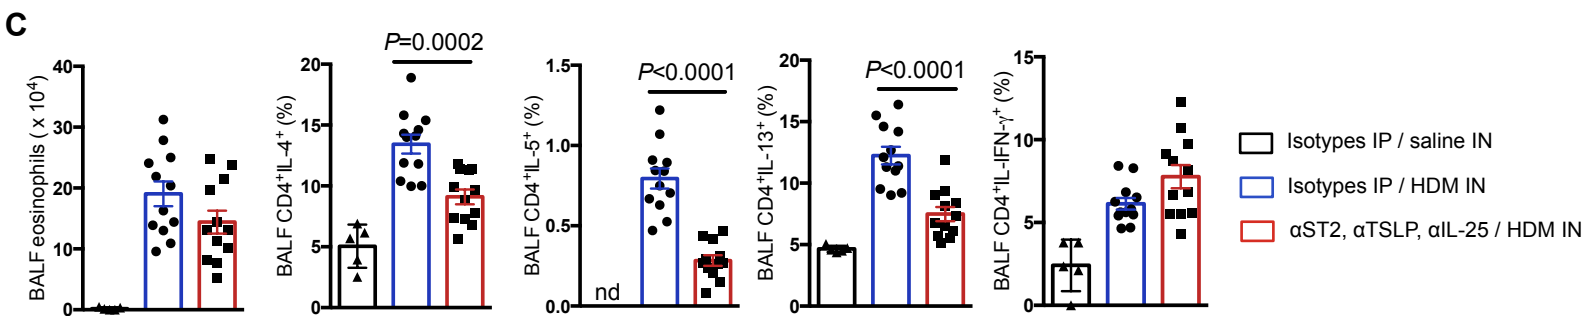 C
BALF eosinophils ( x 10⁴)
40
30
20
10
0
BALF CD4⁺IL-4⁺ (%)
20
15
10
5
0
P=0.0002
BALF CD4⁺IL-5⁺ (%)
1.5
1.0
0.5
0.0
nd
P<0.0001
BALF CD4⁺IL-13⁺ (%)
20
15
10
5
0
P<0.0001
BALF CD4⁺IL-IFN-γ⁺ (%)
15
10
5
0
Isotypes IP / saline IN
Isotypes IP / HDM IN
αST2, αTSLP, αIL-25 / HDM IN